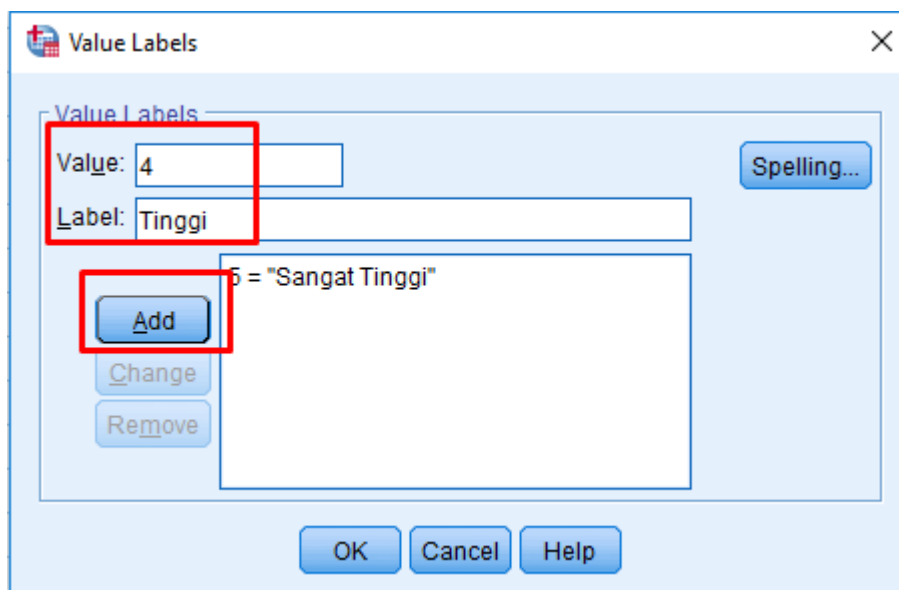 Value Labels
Value Labels
Value: 4
Spelling...
Label: Tinggi
5 = "Sangat Tinggi"
Add
Change
Remove
OK Cancel Help